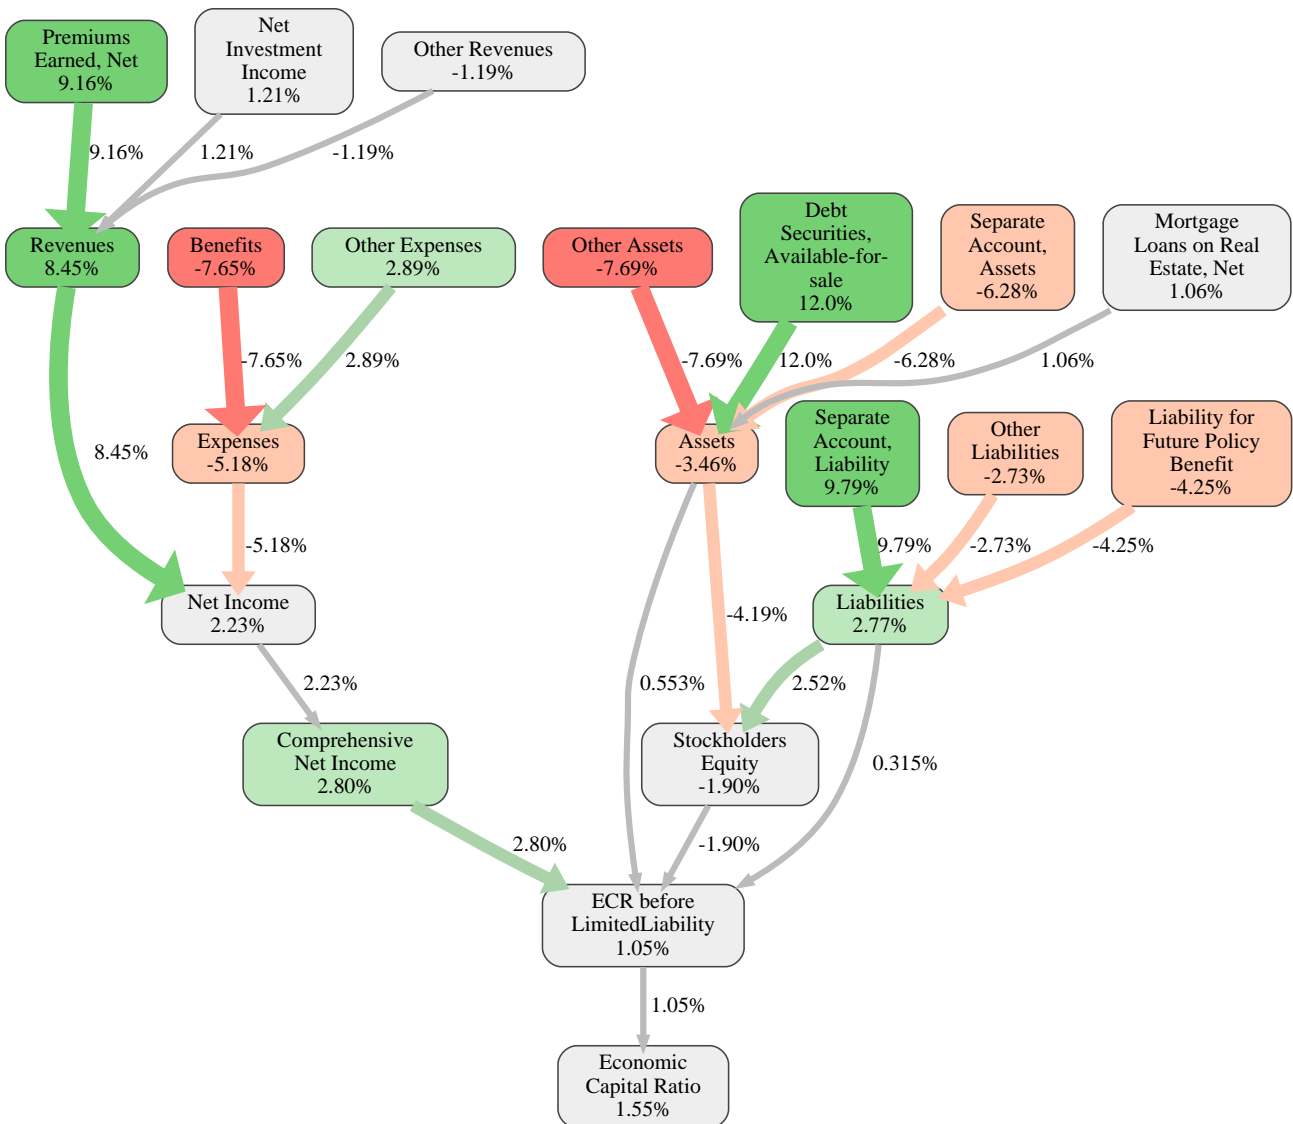 Premiums
Earned, Net
9.16%
Net
Investment
Income
1.21%
Other Revenues
-1.19%
9.16%
1.21%
-1.19%
Revenues
8.45%
Benefits
-7.65%
Other Expenses
2.89%
Other Assets
-7.69%
Debt
Securities,
Available-for-
sale
12.0%
Separate
Account,
Assets
-6.28%
Mortgage
Loans on Real
Estate, Net
1.06%
-7.65%
2.89%
-7.69%
12.0%
-6.28%
1.06%
8.45%
Expenses
-5.18%
Assets
-3.46%
Separate
Account,
Liability
9.79%
Other
Liabilities
-2.73%
Liability for
Future Policy
Benefit
-4.25%
-5.18%
9.79%
-2.73%
-4.25%
Net Income
2.23%
-4.19%
Liabilities
2.77%
2.23%
0.553%
2.52%
Comprehensive
Net Income
2.80%
Stockholders
Equity
-1.90%
0.315%
2.80%
-1.90%
ECR before
LimitedLiability
1.05%
1.05%
Economic
Capital Ratio
1.55%